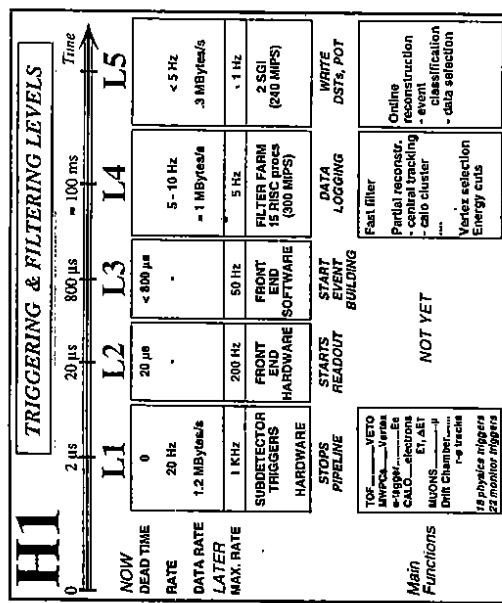 H1
TRIGGERING & FILTERING LEVELS
0
2 µs
20 µs
800 µs
≈ 100 ms
Time
L1
L2
L3
L4
L5
NOW
DEAD TIME
0
20 µs
< 800 µs
RATE
20 Hz
-
-
5 - 10 Hz
< 5 Hz
DATA RATE
1.2 MBytes/s
≈ 1 MBytes/s
.3 MBytes/s
LATER
MAX. RATE
1 KHz
200 Hz
50 Hz
5 Hz
1 Hz
SUBDETECTOR
TRIGGERS
HARDWARE
FRONT
END
HARDWARE
FRONT
END
SOFTWARE
FILTER FARM
15 RISC procs
(300 MIPS)
2 SGI
(240 MIPS)
STOPS
PIPELINE
STARTS
READOUT
START
EVENT
BUILDING
DATA
LOGGING
WRITE
DSTs, POT
Main
Functions
TOF ........VETO
MWPCs.....Vertex
e-tagger........Ee
CALO...electrons
Et, ΔET
MUONS........µ
Drift Chamber......
r-φ tracks
18 physics triggers
22 monitor triggers
NOT YET
Fast filter
Partial reconstr.
- central tracking
- calo cluster
....
Vertex selection
Energy cuts
Online
reconstruction
- event
classification
- data selection